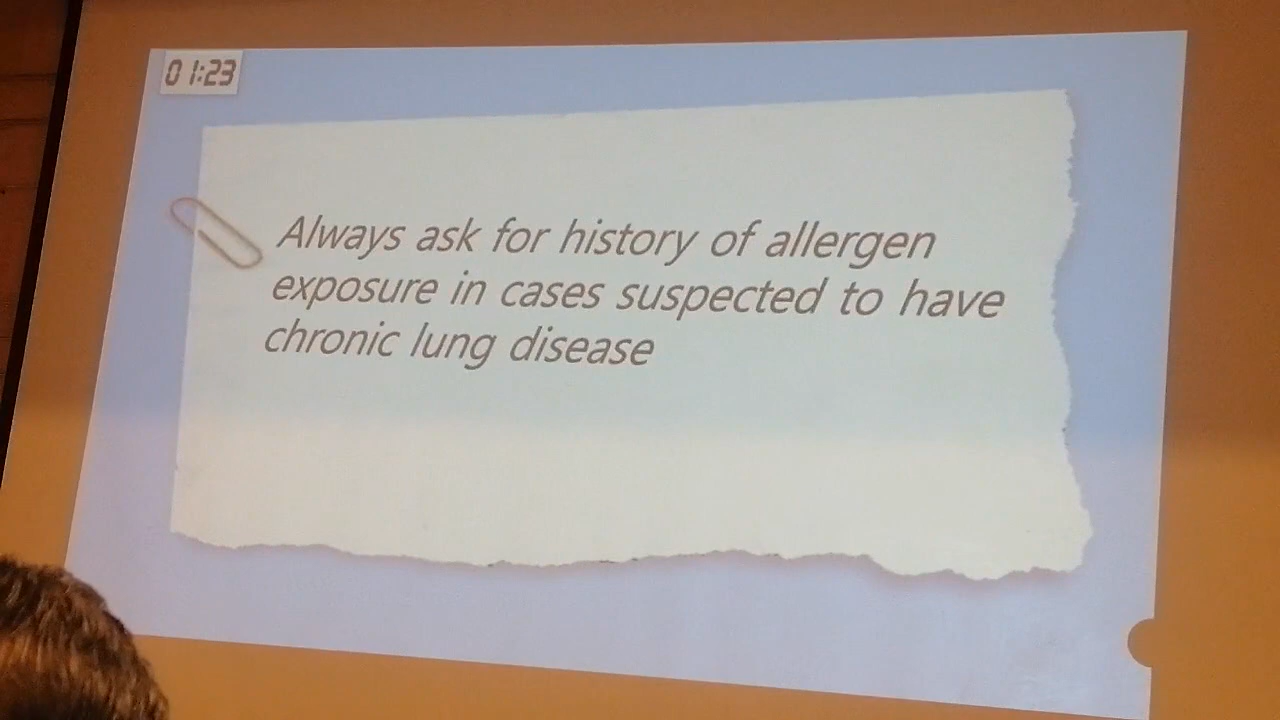 01:23
Always ask for history of allergen
exposure in cases suspected to have
chronic lung disease